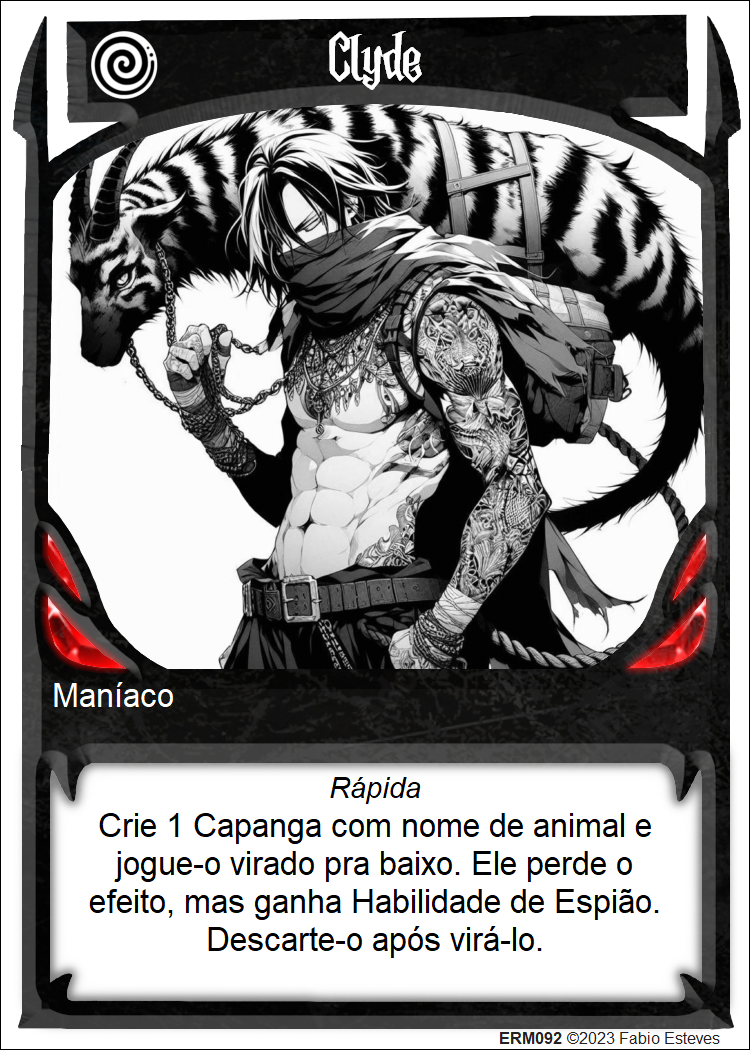 Clyde
Maníaco
Rápida
Crie 1 Capanga com nome de animal e
jogue-o virado pra baixo. Ele perde o
efeito, mas ganha Habilidade de Espião.
Descarte-o após virá-lo.
ERM092 ©2023 Fabio Esteves